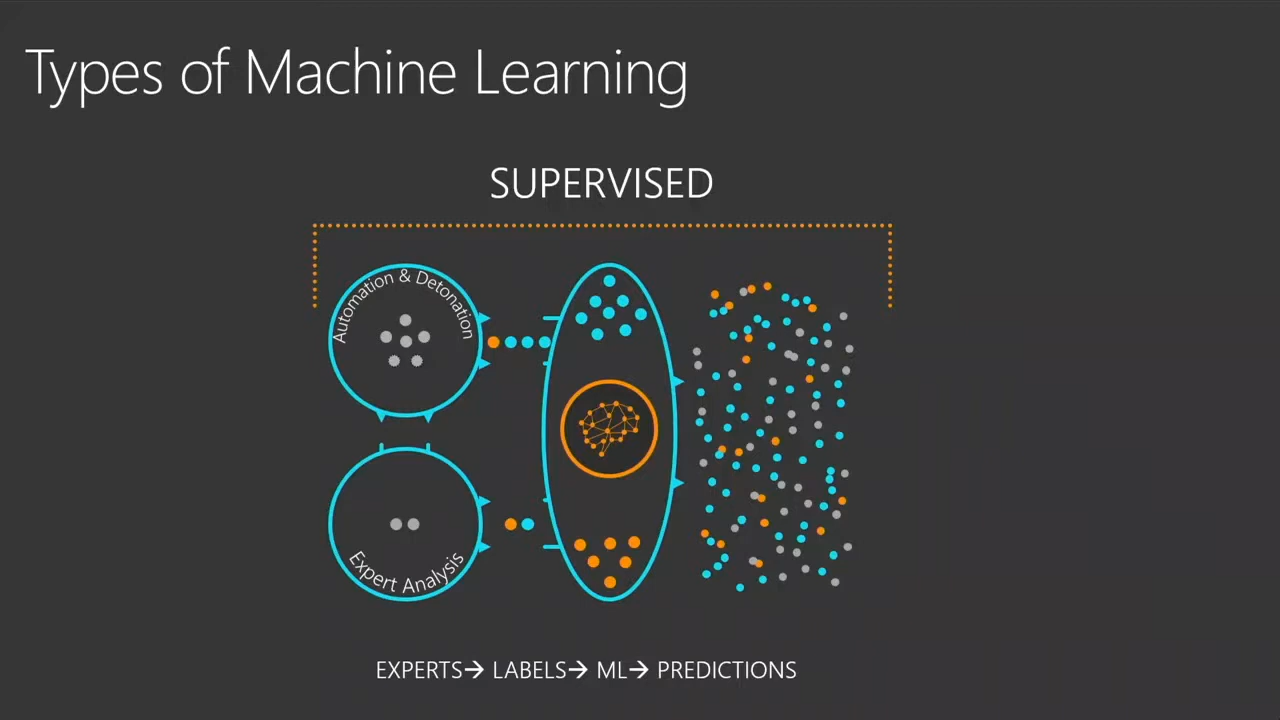 Types of Machine Learning
SUPERVISED
Automation & Detonation
Expert Analysis
EXPERTS→ LABELS→ ML→ PREDICTIONS